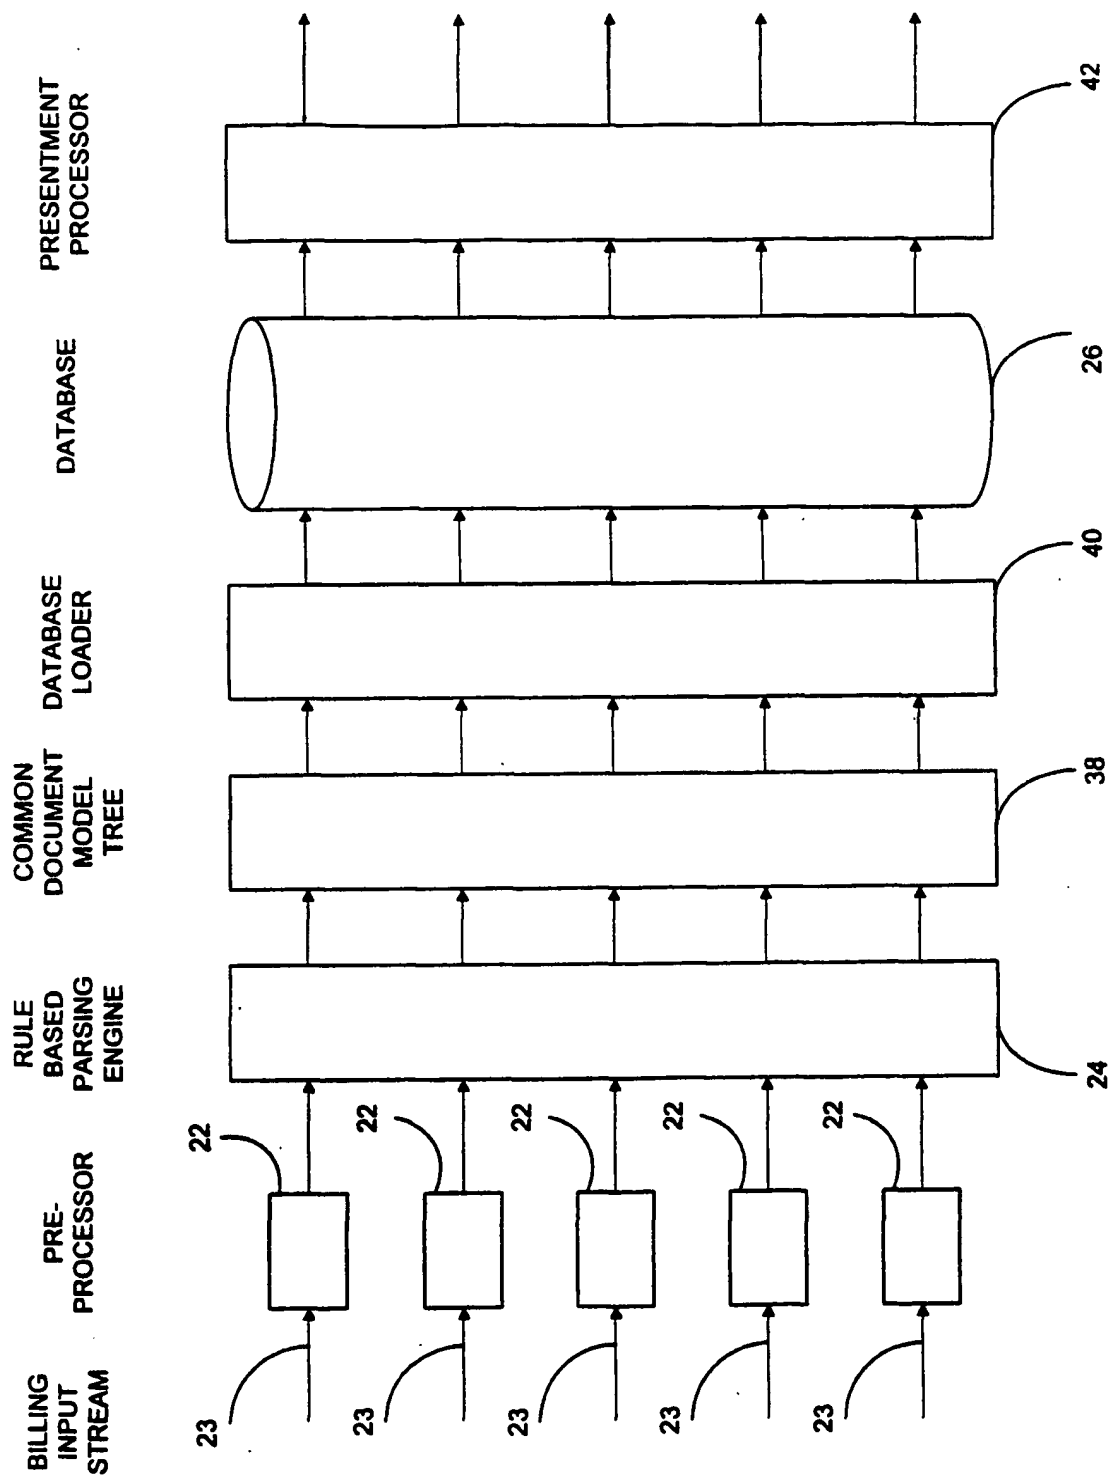 BILLING
INPUT
STREAM
PRE-
PROCESSOR
RULE
BASED
PARSING
ENGINE
COMMON
DOCUMENT
MODEL
TREE
DATABASE
LOADER
DATABASE
PRESENTMENT
PROCESSOR
23
22
23
22
23
22
23
22
23
22
24
38
40
26
42